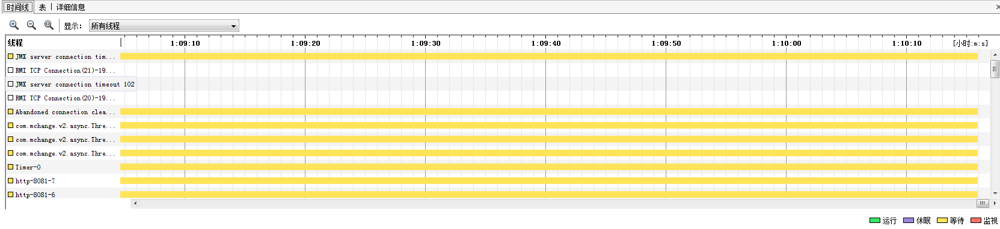 时间线 表 详细信息
显示： 所有线程
线程 1:09:10 1:09:20 1:09:30 1:09:40 1:09:50 1:10:00 1:10:10 [小时:m:s]
JMX server connection tim...
RMI TCP Connection(21)-19...
JMX server connection timeout 102
RMI TCP Connection(20)-19...
Abandoned connection clea...
com.mchange.v2.async.Thre...
com.mchange.v2.async.Thre...
com.mchange.v2.async.Thre...
Timer-0
http-8081-7
http-8081-6
运行 休眠 等待 监视